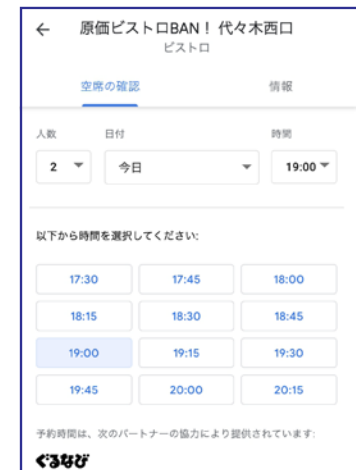 ← 原価ビストロBAN！ 代々木西口
ビストロ
空席の確認 情報
人数 日付 時間
2 今日 19:00
以下から時間を選択してください:
17:30 17:45 18:00
18:15 18:30 18:45
19:00 19:15 19:30
19:45 20:00 20:15
予約時間は、次のパートナーの協力により提供されています:
ぐるなび